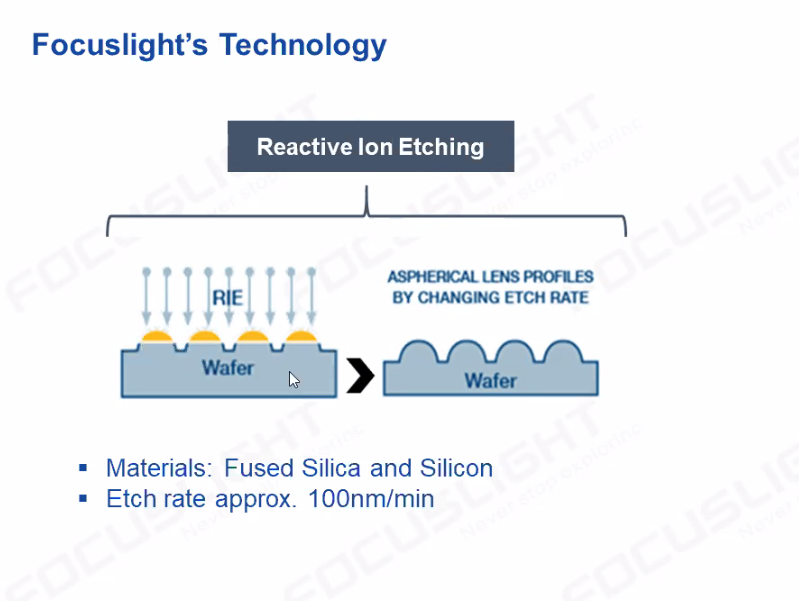 Focuslight's Technology
Reactive Ion Etching
RIE
Wafer
ASPHERICAL LENS PROFILES
BY CHANGING ETCH RATE
Wafer
▪ Materials: Fused Silica and Silicon
▪ Etch rate approx. 100nm/min
FOCUSLIGHT
Never stop exploring